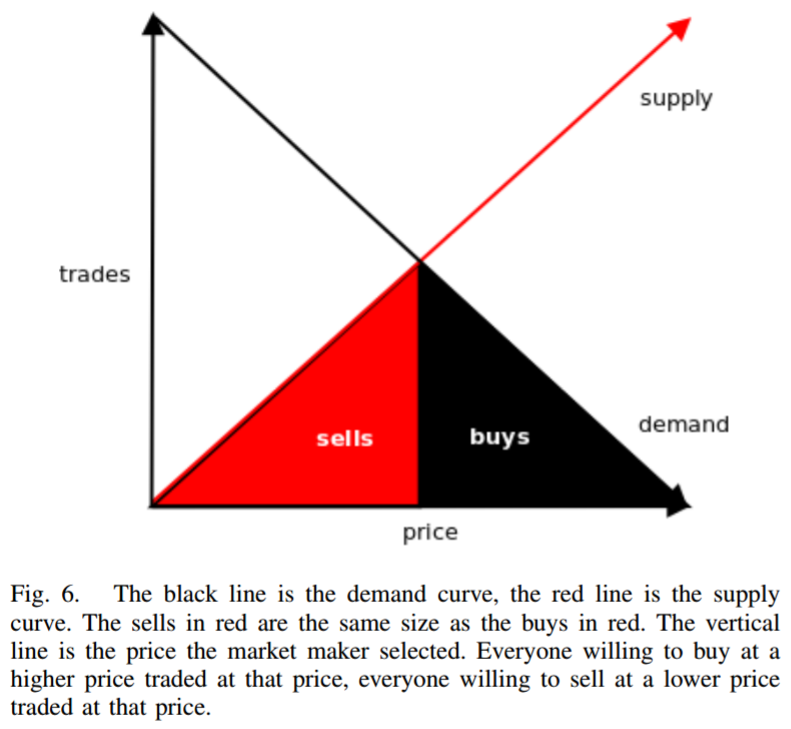 supply
trades
demand
sells
buys
price
Fig. 6. The black line is the demand curve, the red line is the supply
curve. The sells in red are the same size as the buys in red. The vertical
line is the price the market maker selected. Everyone willing to buy at a
higher price traded at that price, everyone willing to sell at a lower price
traded at that price.